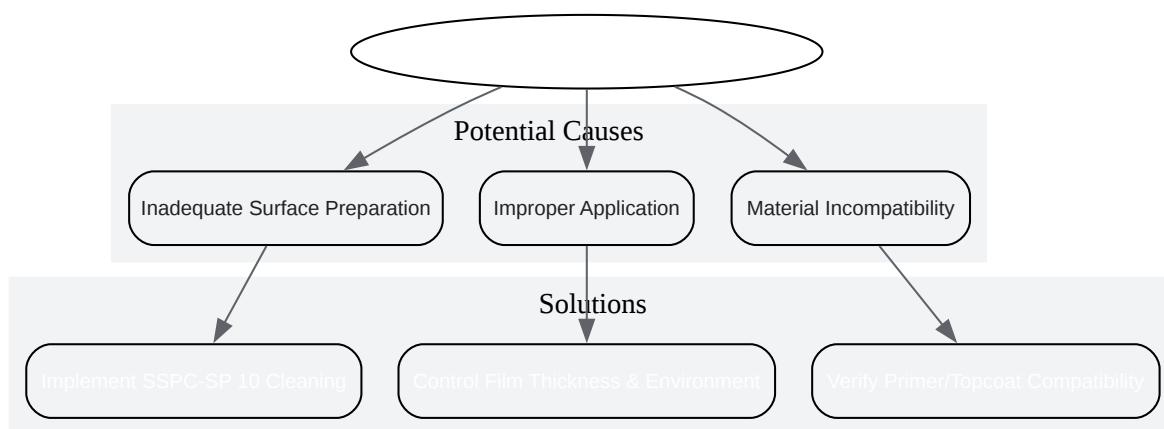 Potential Causes
Inadequate Surface Preparation
Improper Application
Material Incompatibility
Solutions
Implement SSPC-SP 10 Cleaning
Control Film Thickness & Environment
Verify Primer/Topcoat Compatibility